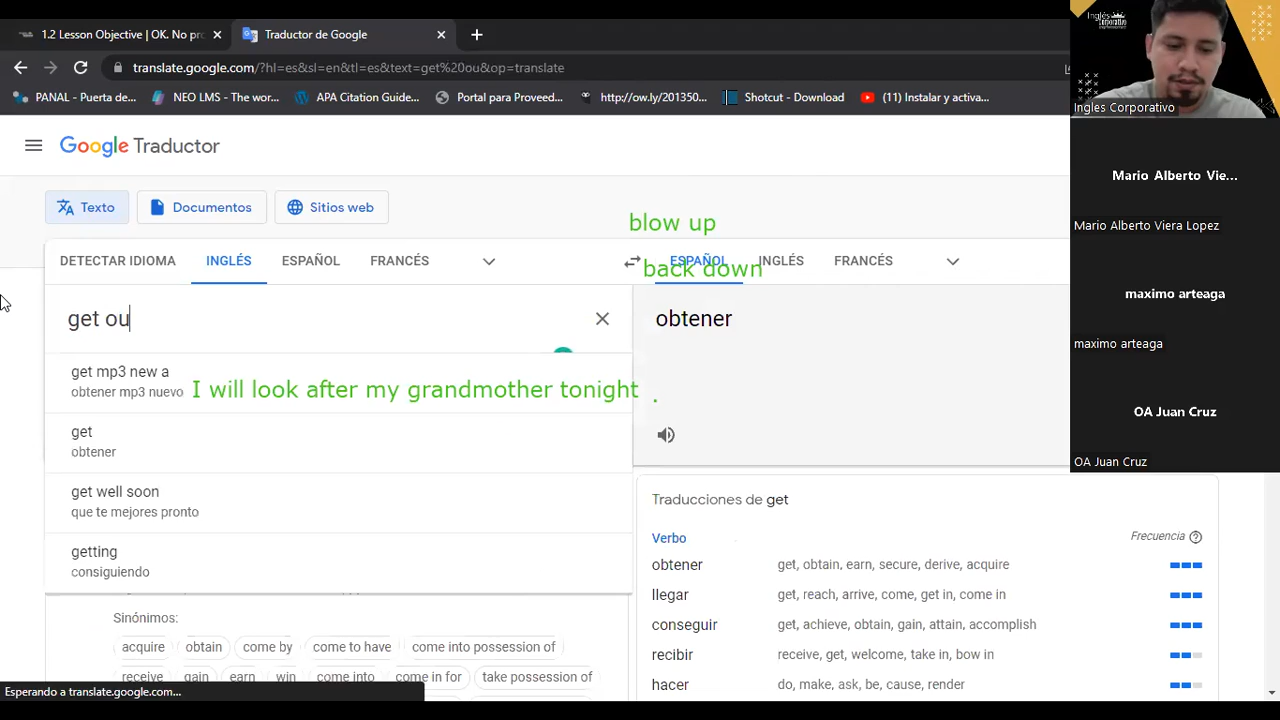 1.2 Lesson Objective | OK. No pro
Traductor de Google
translate.google.com/?hl=es&sl=en&tl=es&text=get%20ou&op=translate
PANAL - Puerta de...
NEO LMS - The wor...
APA Citation guide...
Portal para Proveed...
http://ow.ly/201350...
Shotcut - Download
(11) Instalar y activa...
Google Traductor
Texto
Documentos
Sitios web
blow up
DETECTAR IDIOMA
INGLÉS
ESPAÑOL
FRANCÉS
ESPAÑOL
INGLÉS
FRANCÉS
back down
get ou
obtener
get mp3 new a
obtener mp3 nuevo
I will look after my grandmother tonight .
get
obtener
get well soon
que te mejores pronto
getting
consiguiendo
Sinónimos:
acquire
obtain
come by
come to have
come into possession of
receive
gain
earn
win
come into
come in for
take possession of
Traducciones de get
Verbo
Frecuencia
obtener
get, obtain, earn, secure, derive, acquire
llegar
get, reach, arrive, come, get in, come in
conseguir
get, achieve, obtain, gain, attain, accomplish
recibir
receive, get, welcome, take in, bow in
hacer
do, make, ask, be, cause, render
Esperando a translate.google.com...
Inglés
Corporativo
Ingles Corporativo
Mario Alberto Vie...
Mario Alberto Viera Lopez
maximo arteaga
maximo arteaga
OA Juan Cruz
OA Juan Cruz